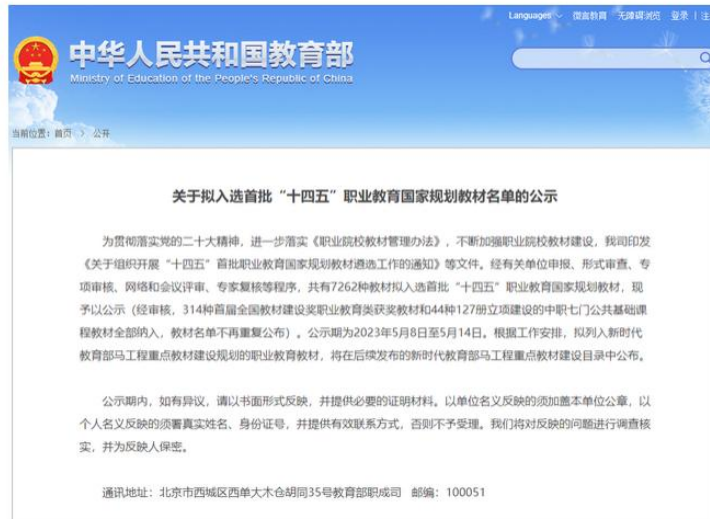 Languages 微言教育 无障碍浏览 登录 | 注
中华人民共和国教育部
Ministry of Education of the People's Republic of China
当前位置: 首页 > 公开
关于拟入选首批“十四五”职业教育国家规划教材名单的公示
为贯彻落实党的二十大精神，进一步落实《职业院校教材管理办法》，不断加强职业院校教材建设，我司印发
《关于组织开展“十四五”首批职业教育国家规划教材遴选工作的通知》等文件。经有关单位申报、形式审查、专
项审核、网络和会议评审、专家复核等程序，共有7262种教材拟入选首批“十四五”职业教育国家规划教材，现
予以公示（经审核，314种首届全国教材建设奖职业教育类获奖教材和44种127册立项建设的中职七门公共基础课
程教材全部纳入，教材名单不再重复公布）。公示期为2023年5月8日至5月14日。根据工作安排，拟列入新时代
教育部马工程重点教材建设规划的职业教育教材，将在后续发布的新时代教育部马工程重点教材建设目录中公布。
公示期内，如有异议，请以书面形式反映，并提供必要的证明材料。以单位名义反映的须加盖本单位公章，以
个人名义反映的须署真实姓名、身份证号，并提供有效联系方式，否则不予受理。我们将对反映的问题进行调查核
实，并为反映人保密。
通讯地址：北京市西城区西单大木仓胡同35号教育部职成司 邮编：100051